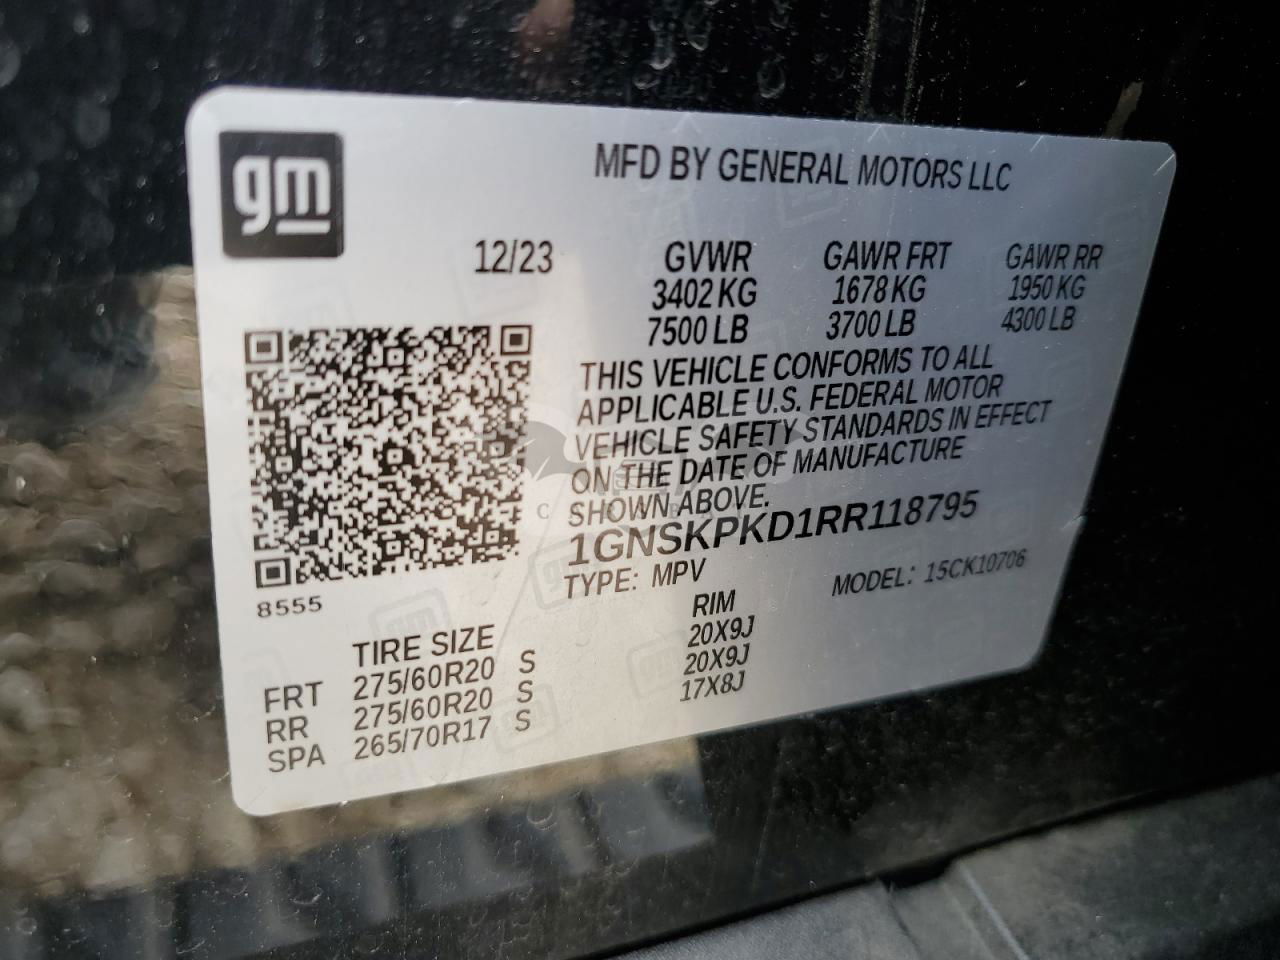 gm
MFD BY GENERAL MOTORS LLC
12/23 GVWR GAWR FRT GAWR RR
3402 KG 1678 KG 1950 KG
7500 LB 3700 LB 4300 LB
THIS VEHICLE CONFORMS TO ALL
APPLICABLE U.S. FEDERAL MOTOR
VEHICLE SAFETY STANDARDS IN EFFECT
ON THE DATE OF MANUFACTURE
SHOWN ABOVE.
1GNSKPKD1RR118795
TYPE: MPV MODEL: 15CK10706
8555
TIRE SIZE RIM
FRT 275/60R20 S 20X9J
RR 275/60R20 S 20X9J
SPA 265/70R17 S 17X8J